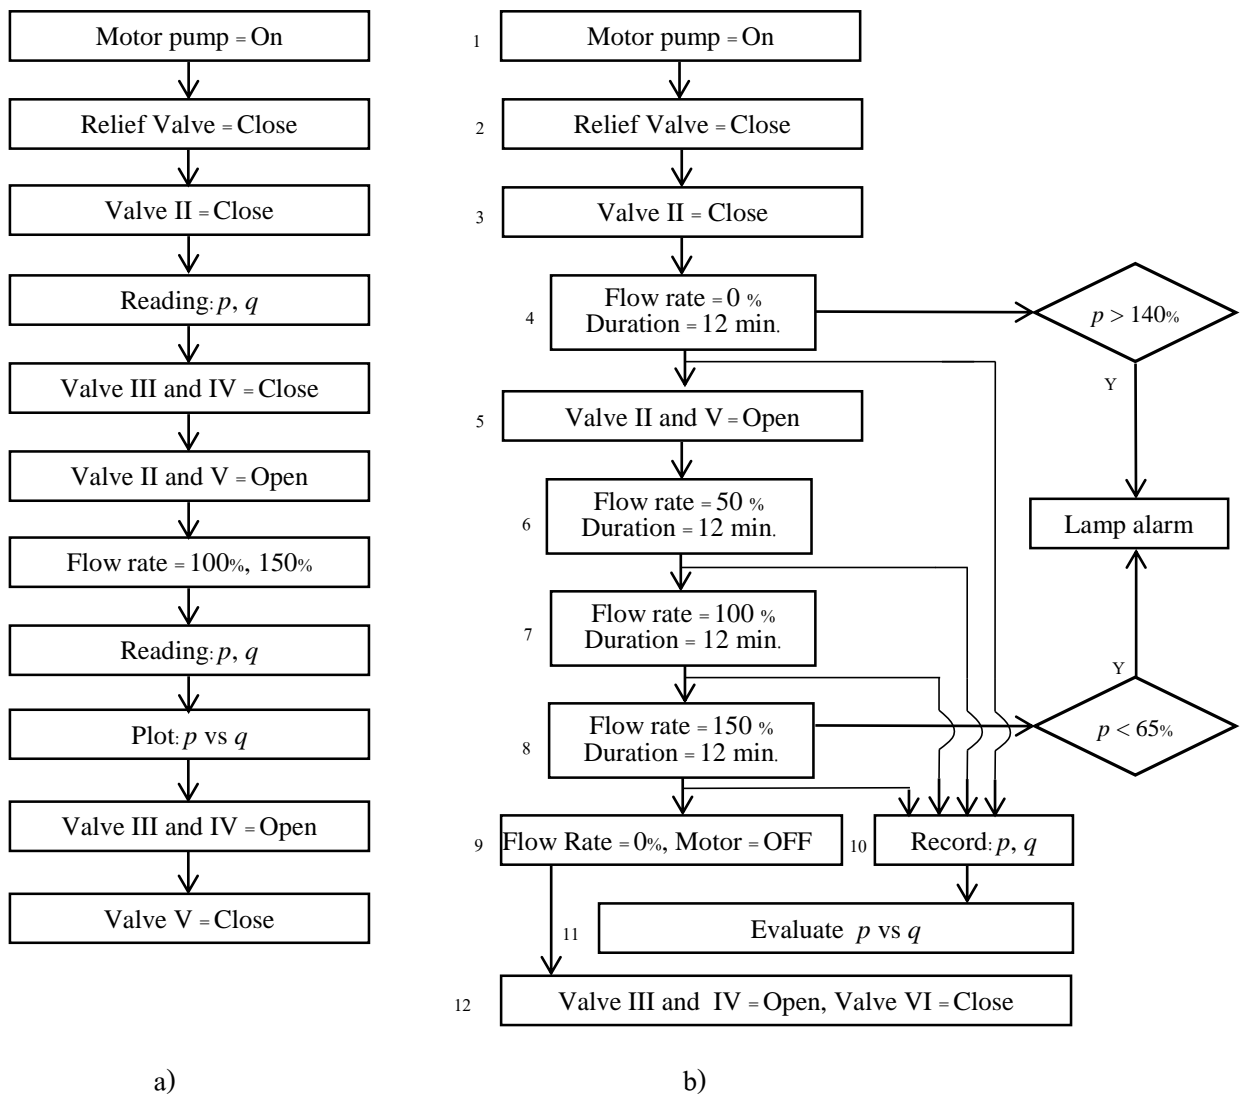 Motor pump = On
Relief Valve = Close
Valve II = Close
Reading: p, q
Valve III and IV = Close
Valve II and V = Open
Flow rate = 100%, 150%
Reading: p, q
Plot: p vs q
Valve III and IV = Open
Valve V = Close
a)
1 Motor pump = On
2 Relief Valve = Close
3 Valve II = Close
4 Flow rate = 0 %
Duration = 12 min.
p > 140%
Y
5 Valve II and V = Open
6 Flow rate = 50 %
Duration = 12 min.
Lamp alarm
7 Flow rate = 100 %
Duration = 12 min.
Y
8 Flow rate = 150 %
Duration = 12 min.
p < 65%
9 Flow Rate = 0%, Motor = OFF
10 Record: p, q
11 Evaluate p vs q
12 Valve III and IV = Open, Valve VI = Close
b)